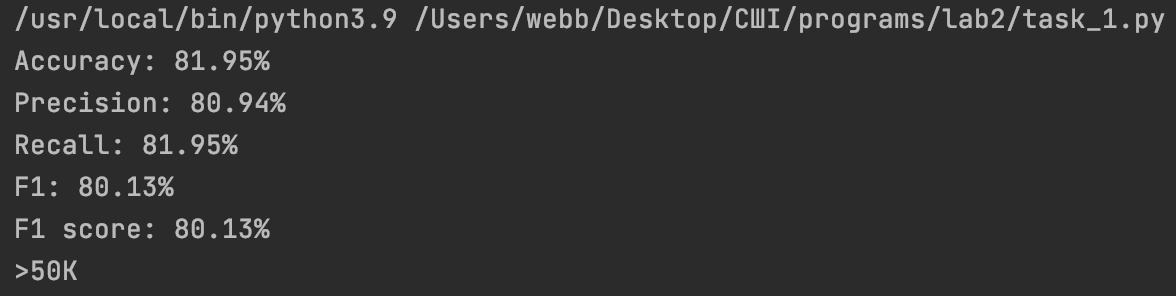 /usr/local/bin/python3.9 /Users/webb/Desktop/СШІ/programs/lab2/task_1.py
Accuracy: 81.95%
Precision: 80.94%
Recall: 81.95%
F1: 80.13%
F1 score: 80.13%
>50K